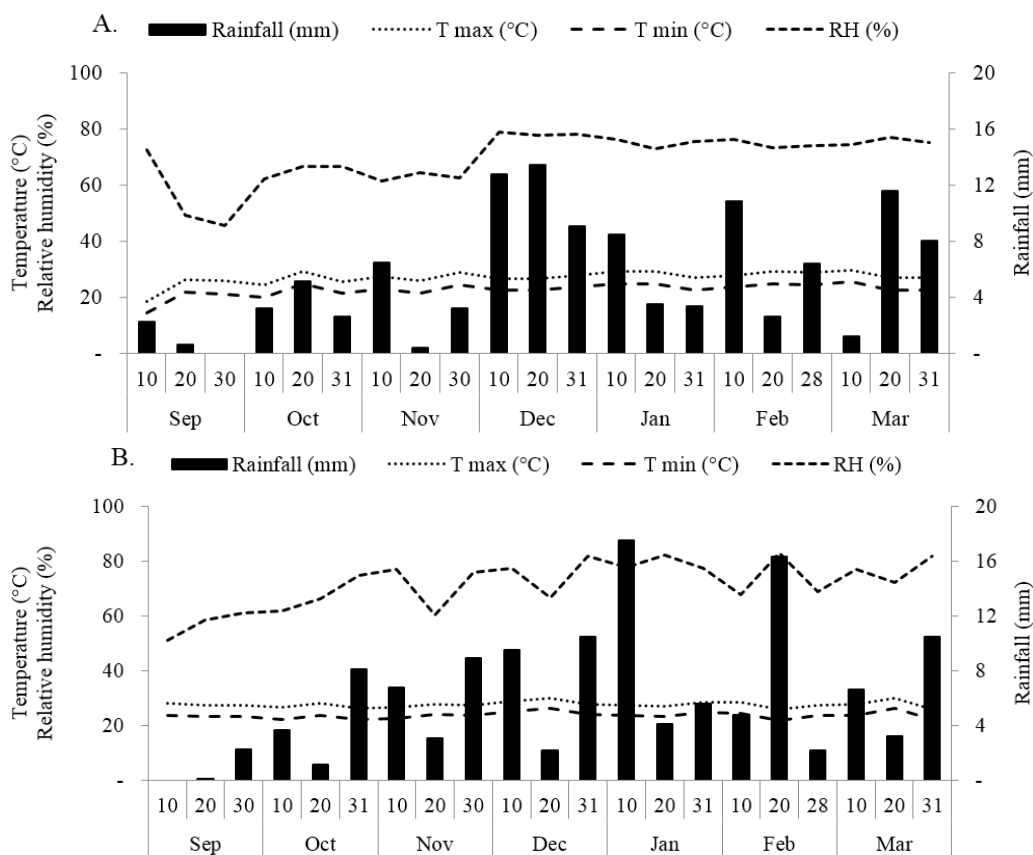 A.
Rainfall (mm) T max (°C) T min (°C) RH (%)
100 20
80 16
60 12
40 8
20 4
- -
Temperature (°C)
Relative humidity (%)
Rainfall (mm)
10 20 30 10 20 31 10 20 30 10 20 31 10 20 31 10 20 28 10 20 31
Sep Oct Nov Dec Jan Feb Mar
B.
Rainfall (mm) T max (°C) T min (°C) RH (%)
100 20
80 16
60 12
40 8
20 4
- -
Temperature (°C)
Relative humidity (%)
Rainfall (mm)
10 20 30 10 20 31 10 20 30 10 20 31 10 20 31 10 20 28 10 20 31
Sep Oct Nov Dec Jan Feb Mar